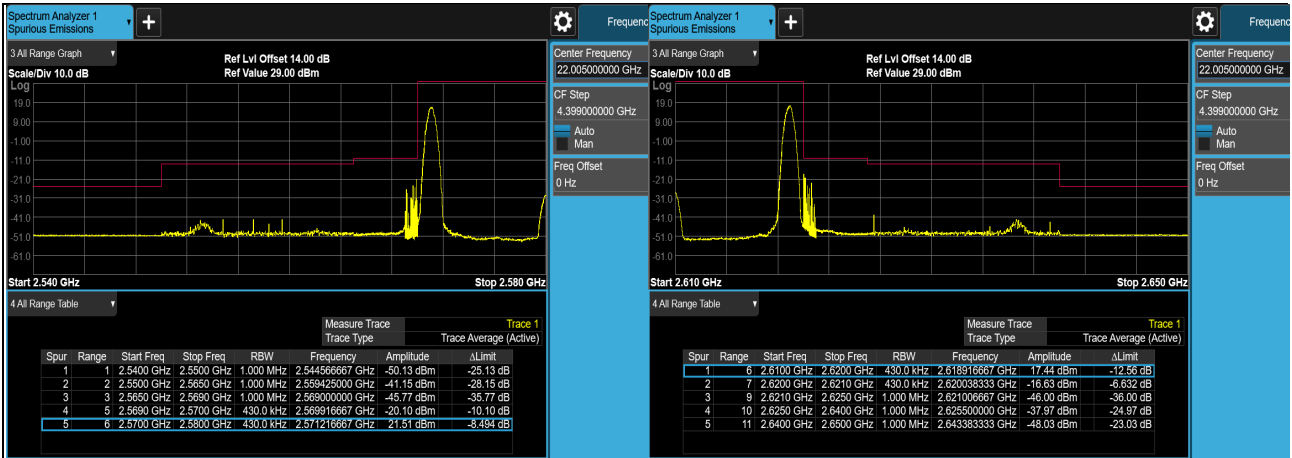 Spectrum Analyzer 1
Spurious Emissions
+
Frequenc
3 All Range Graph
Ref Lvl Offset 14.00 dB
Scale/Div 10.0 dB
Ref Value 29.00 dBm
Log
19.0
9.00
-1.00
-11.0
-21.0
-31.0
-41.0
-51.0
-61.0
Start 2.540 GHz
Stop 2.580 GHz
Center Frequency
22.005000000 GHz
CF Step
4.399000000 GHz
Auto
Man
Freq Offset
0 Hz
4 All Range Table
Measure Trace Trace 1
Trace Type Trace Average (Active)
Spur Range Start Freq Stop Freq RBW Frequency Amplitude ΔLimit
1 1 2.5400 GHz 2.5500 GHz 1.000 MHz 2.544566667 GHz -50.13 dBm -25.13 dB
2 2 2.5500 GHz 2.5650 GHz 1.000 MHz 2.559425000 GHz -41.15 dBm -28.15 dB
3 3 2.5650 GHz 2.5690 GHz 1.000 MHz 2.569000000 GHz -45.77 dBm -35.77 dB
4 5 2.5690 GHz 2.5700 GHz 430.0 kHz 2.569916667 GHz -20.10 dBm -10.10 dB
5 6 2.5700 GHz 2.5800 GHz 430.0 kHz 2.571216667 GHz 21.51 dBm -8.494 dB
Spectrum Analyzer 1
Spurious Emissions
+
Frequenc
3 All Range Graph
Ref Lvl Offset 14.00 dB
Scale/Div 10.0 dB
Ref Value 29.00 dBm
Log
19.0
9.00
-1.00
-11.0
-21.0
-31.0
-41.0
-51.0
-61.0
Start 2.610 GHz
Stop 2.650 GHz
Center Frequency
22.005000000 GHz
CF Step
4.399000000 GHz
Auto
Man
Freq Offset
0 Hz
4 All Range Table
Measure Trace Trace 1
Trace Type Trace Average (Active)
Spur Range Start Freq Stop Freq RBW Frequency Amplitude ΔLimit
1 6 2.6100 GHz 2.6200 GHz 430.0 kHz 2.618916667 GHz 17.44 dBm -12.56 dB
2 7 2.6200 GHz 2.6210 GHz 430.0 kHz 2.620038333 GHz -16.63 dBm -6.632 dB
3 9 2.6210 GHz 2.6250 GHz 1.000 MHz 2.621006667 GHz -46.00 dBm -36.00 dB
4 10 2.6250 GHz 2.6400 GHz 1.000 MHz 2.625500000 GHz -37.97 dBm -24.97 dB
5 11 2.6400 GHz 2.6500 GHz 1.000 MHz 2.643383333 GHz -48.03 dBm -23.03 dB